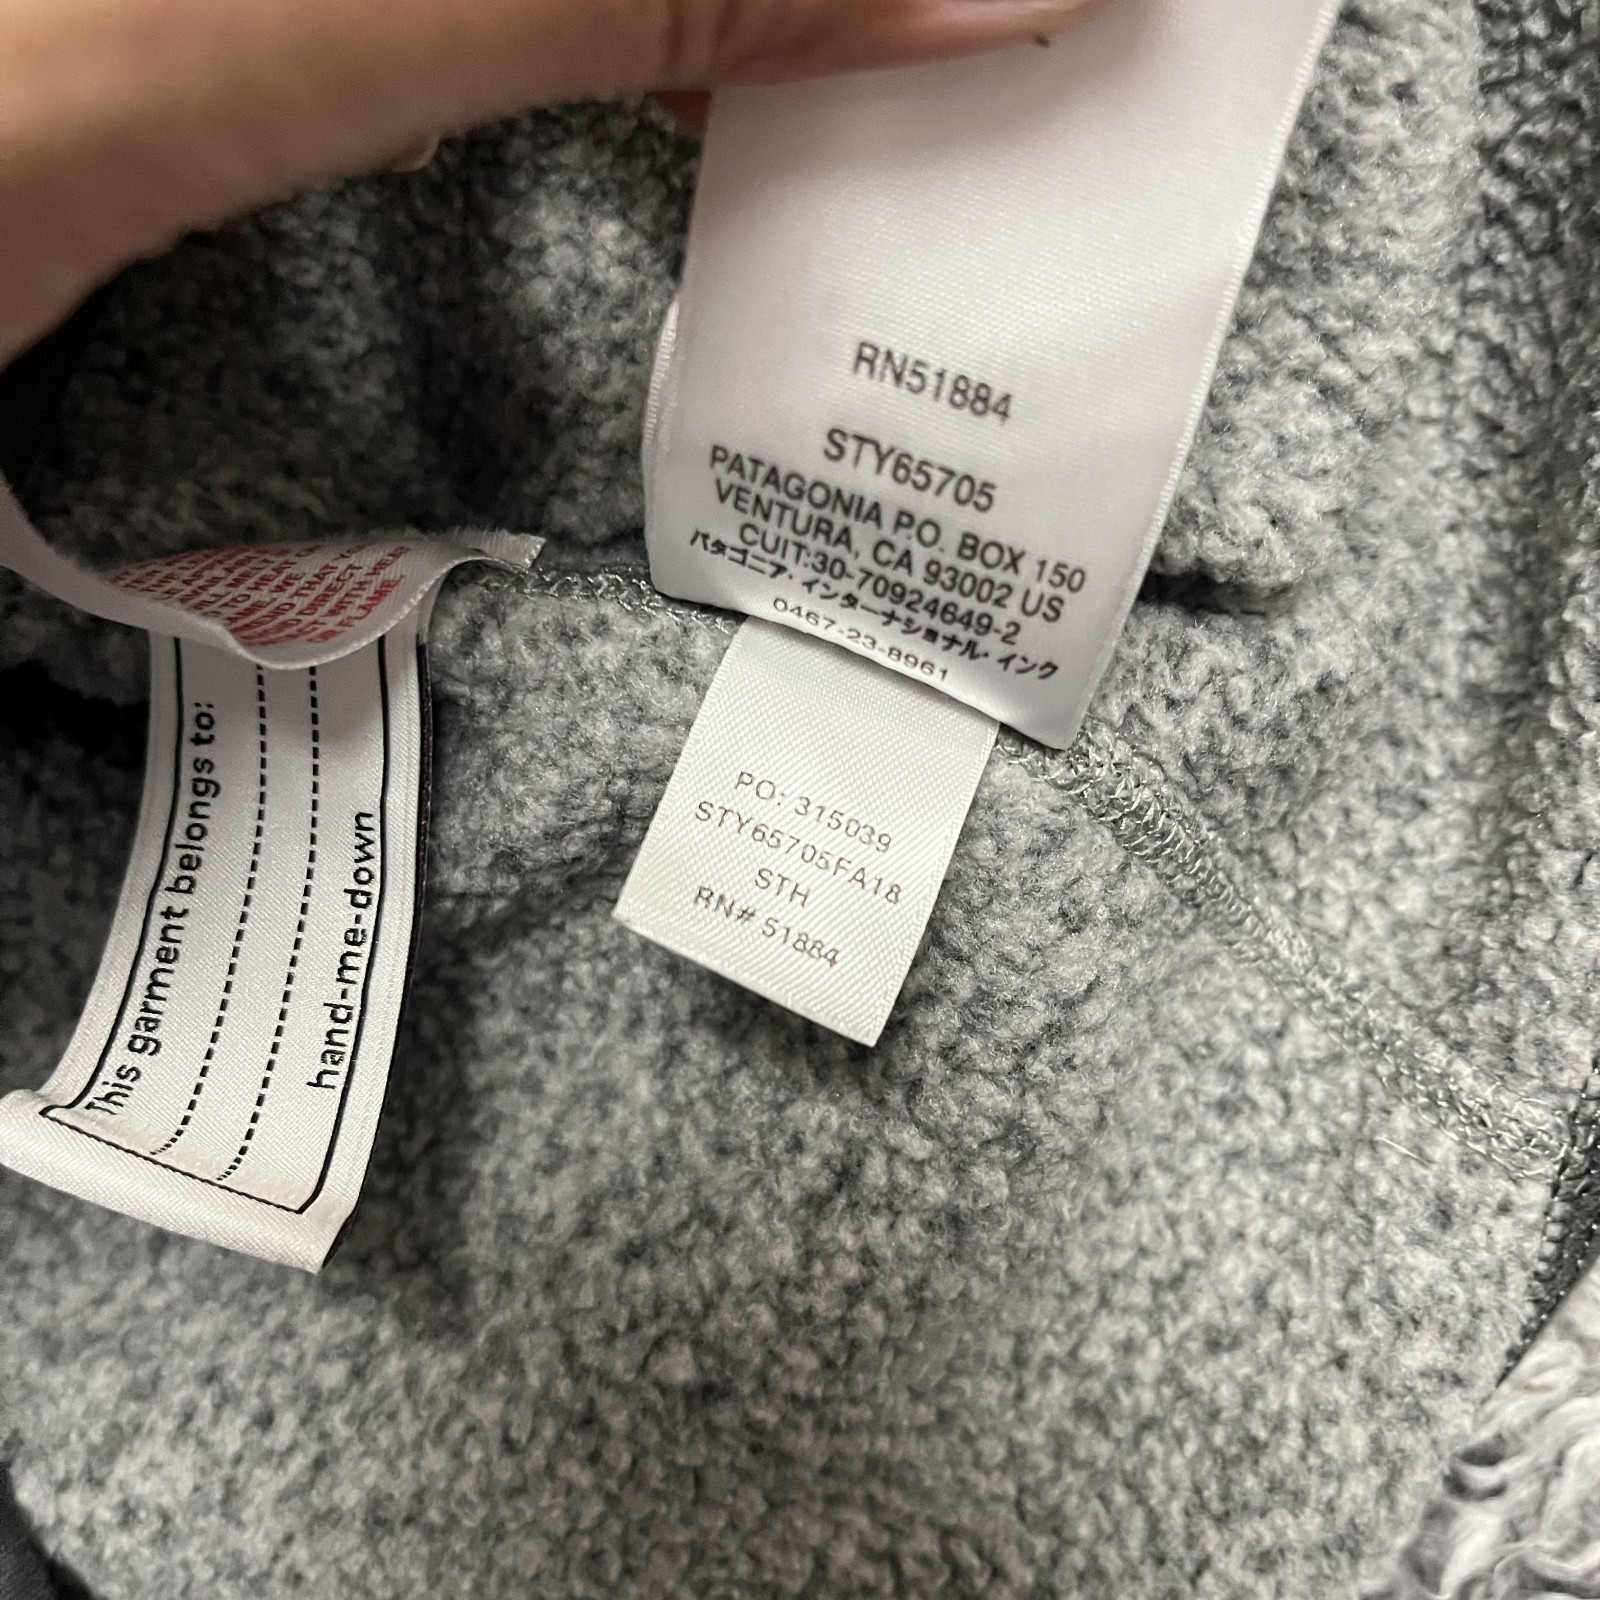 RN51884
STY65705
PATAGONIA P.O. BOX 150
VENTURA, CA 93002 US
CUIT:30-70924649-2
パタゴニア・インターナショナル・インク
0467-23-8961
PO: 315039
STY65705FA18
STH
RN# 51884
This garment belongs to:
hand-me-down
FLAME.